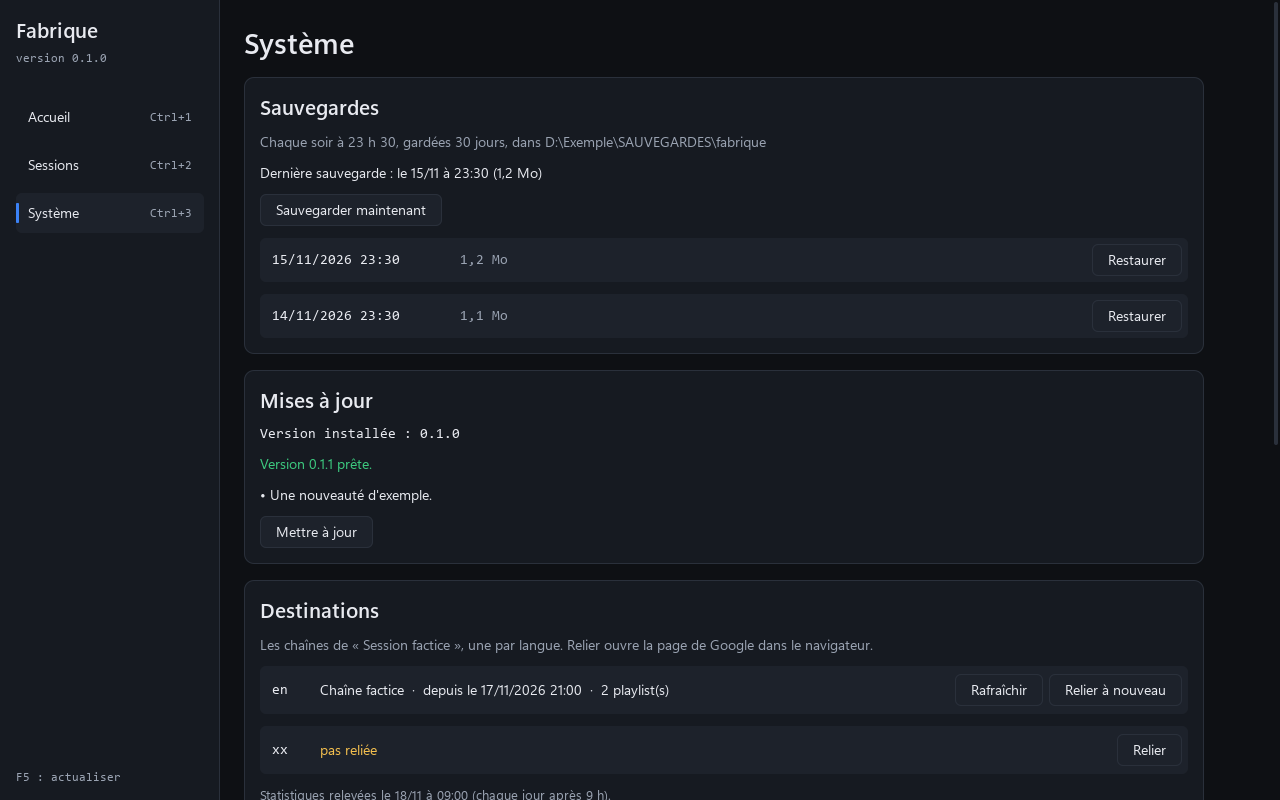 Fabrique
version 0.1.0
Accueil Ctrl+1
Sessions Ctrl+2
Système Ctrl+3
F5 : actualiser
Système
Sauvegardes
Chaque soir à 23 h 30, gardées 30 jours, dans D:\Exemple\SAUVEGARDES\fabrique
Dernière sauvegarde : le 15/11 à 23:30 (1,2 Mo)
Sauvegarder maintenant
15/11/2026 23:30 1,2 Mo Restaurer
14/11/2026 23:30 1,1 Mo Restaurer
Mises à jour
Version installée : 0.1.0
Version 0.1.1 prête.
• Une nouveauté d'exemple.
Mettre à jour
Destinations
Les chaînes de « Session factice », une par langue. Relier ouvre la page de Google dans le navigateur.
en Chaîne factice · depuis le 17/11/2026 21:00 · 2 playlist(s) Rafraîchir Relier à nouveau
xx pas reliée Relier
Statistiques relevées le 18/11 à 09:00 (chaque jour après 9 h).